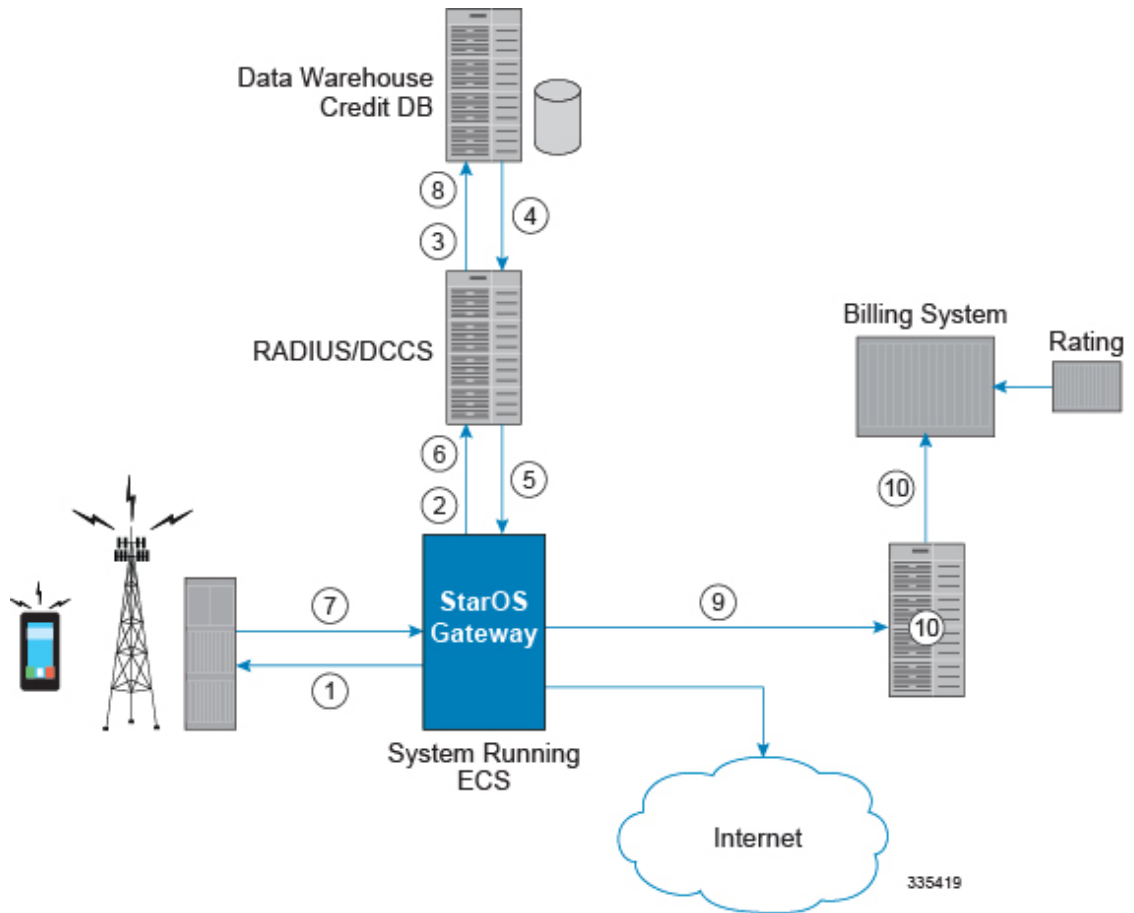 Data Warehouse
Credit DB
8
4
3
RADIUS/DCCS
Billing System
Rating
6
5
2
10
StarOS
Gateway
7
9
10
1
System Running
ECS
Internet
335419